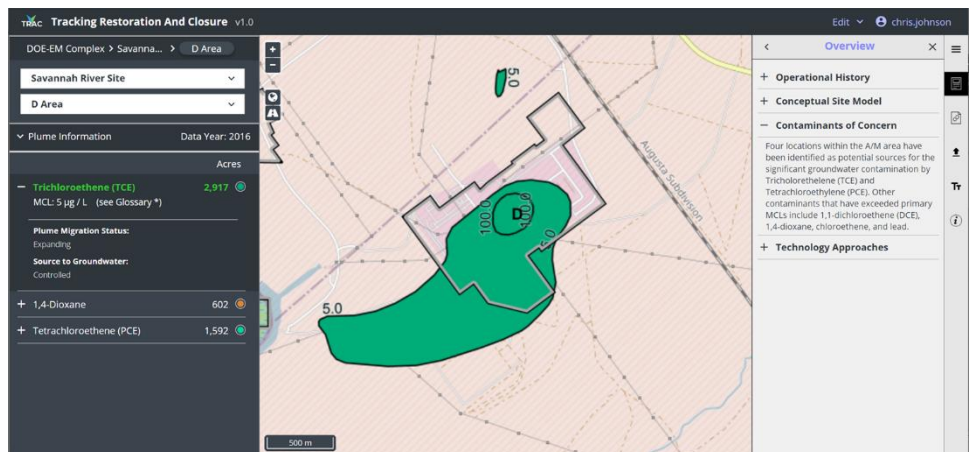 TRAC Tracking Restoration And Closure v1.0
Edit
chris.johnson
DOE-EM Complex > Savanna... > D Area
Savannah River Site
D Area
Plume Information Data Year: 2016
Acres
Trichloroethene (TCE) 2,917
MCL: 5 µg / L (see Glossary *)
Plume Migration Status:
Expanding
Source to Groundwater:
Controlled
1,4-Dioxane 602
Tetrachloroethene (PCE) 1,592
5.0
100.0
D
100.0
5.0
5.0
Augusta Subdivision
500 m
Overview
Operational History
Conceptual Site Model
Contaminants of Concern
Four locations within the A/M area have
been identified as potential sources for the
significant groundwater contamination by
Tricholorethelene (TCE) and
Tetrachloroethylene (PCE). Other
contaminants that have exceeded primary
MCLs include 1,1-dichloroethene (DCE),
1,4-dioxane, chloroethene, and lead.
Technology Approaches
Tт